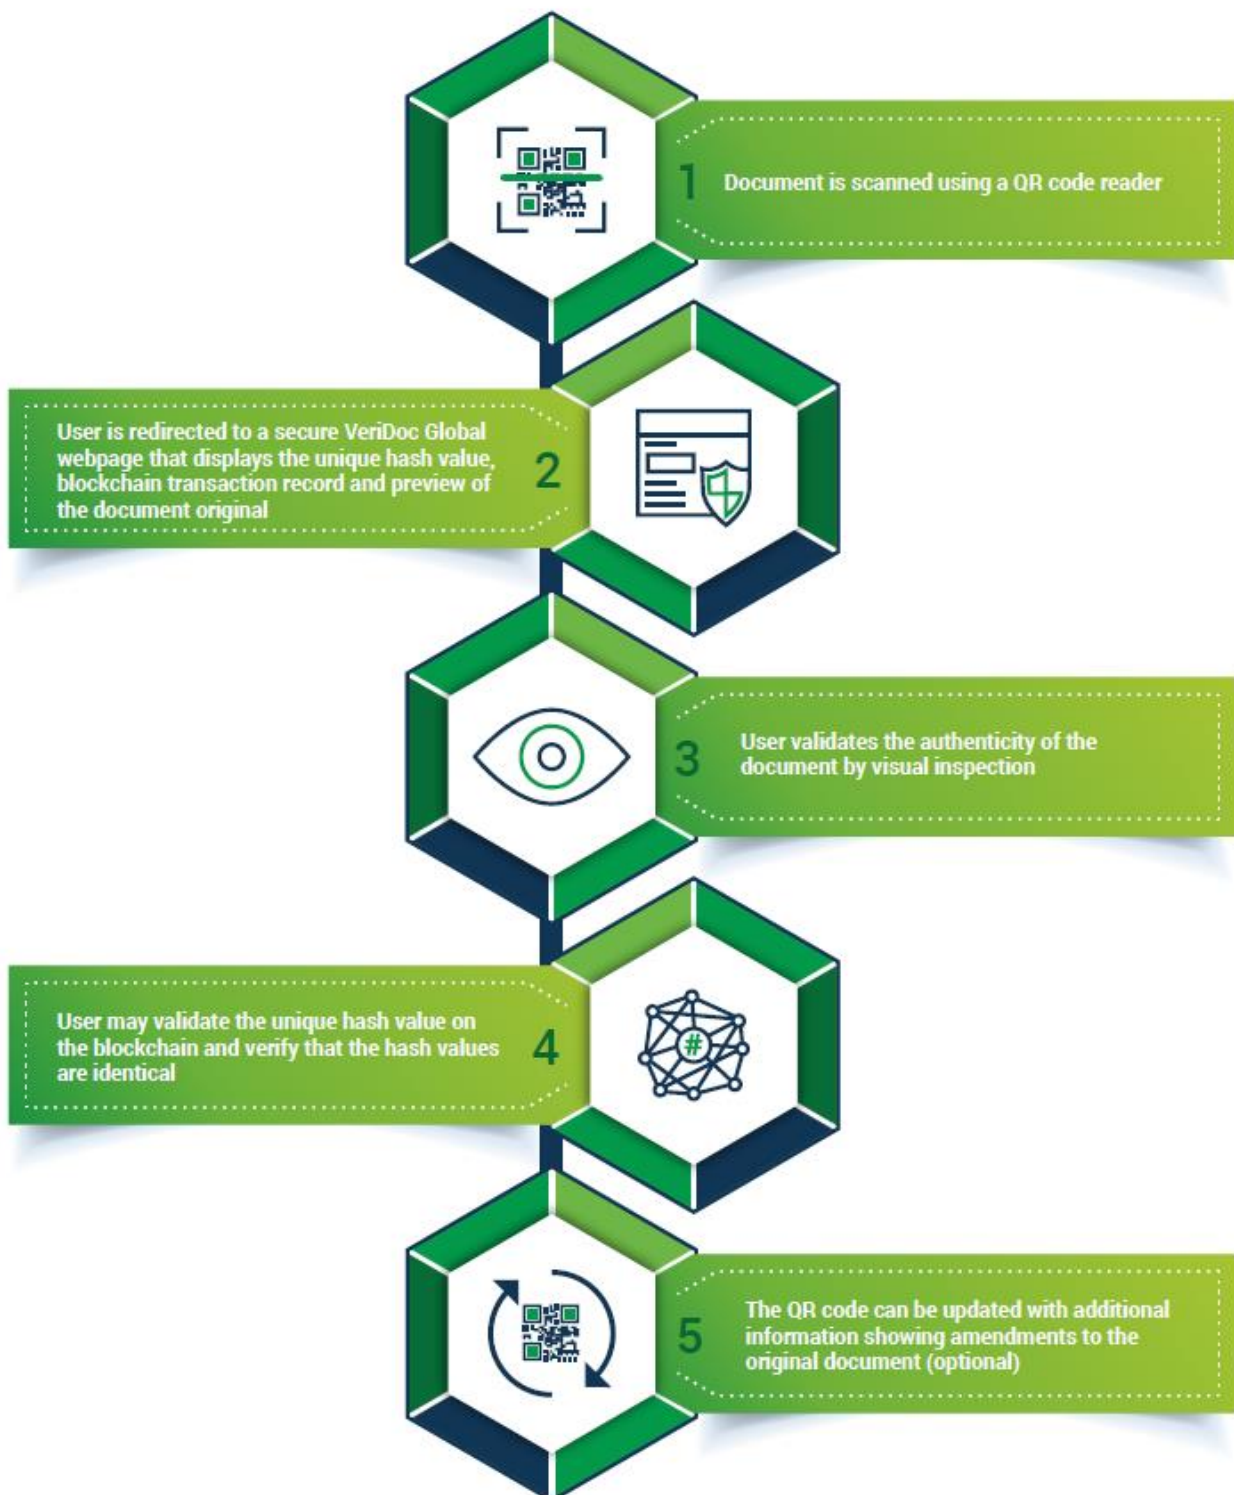 1
Document is scanned using a QR code reader
User is redirected to a secure VeriDoc Global
webpage that displays the unique hash value,
blockchain transaction record and preview of
the document original
2
3
User validates the authenticity of the
document by visual inspection
User may validate the unique hash value on
the blockchain and verify that the hash values
are identical
4
#
5
The QR code can be updated with additional
information showing amendments to the
original document (optional)